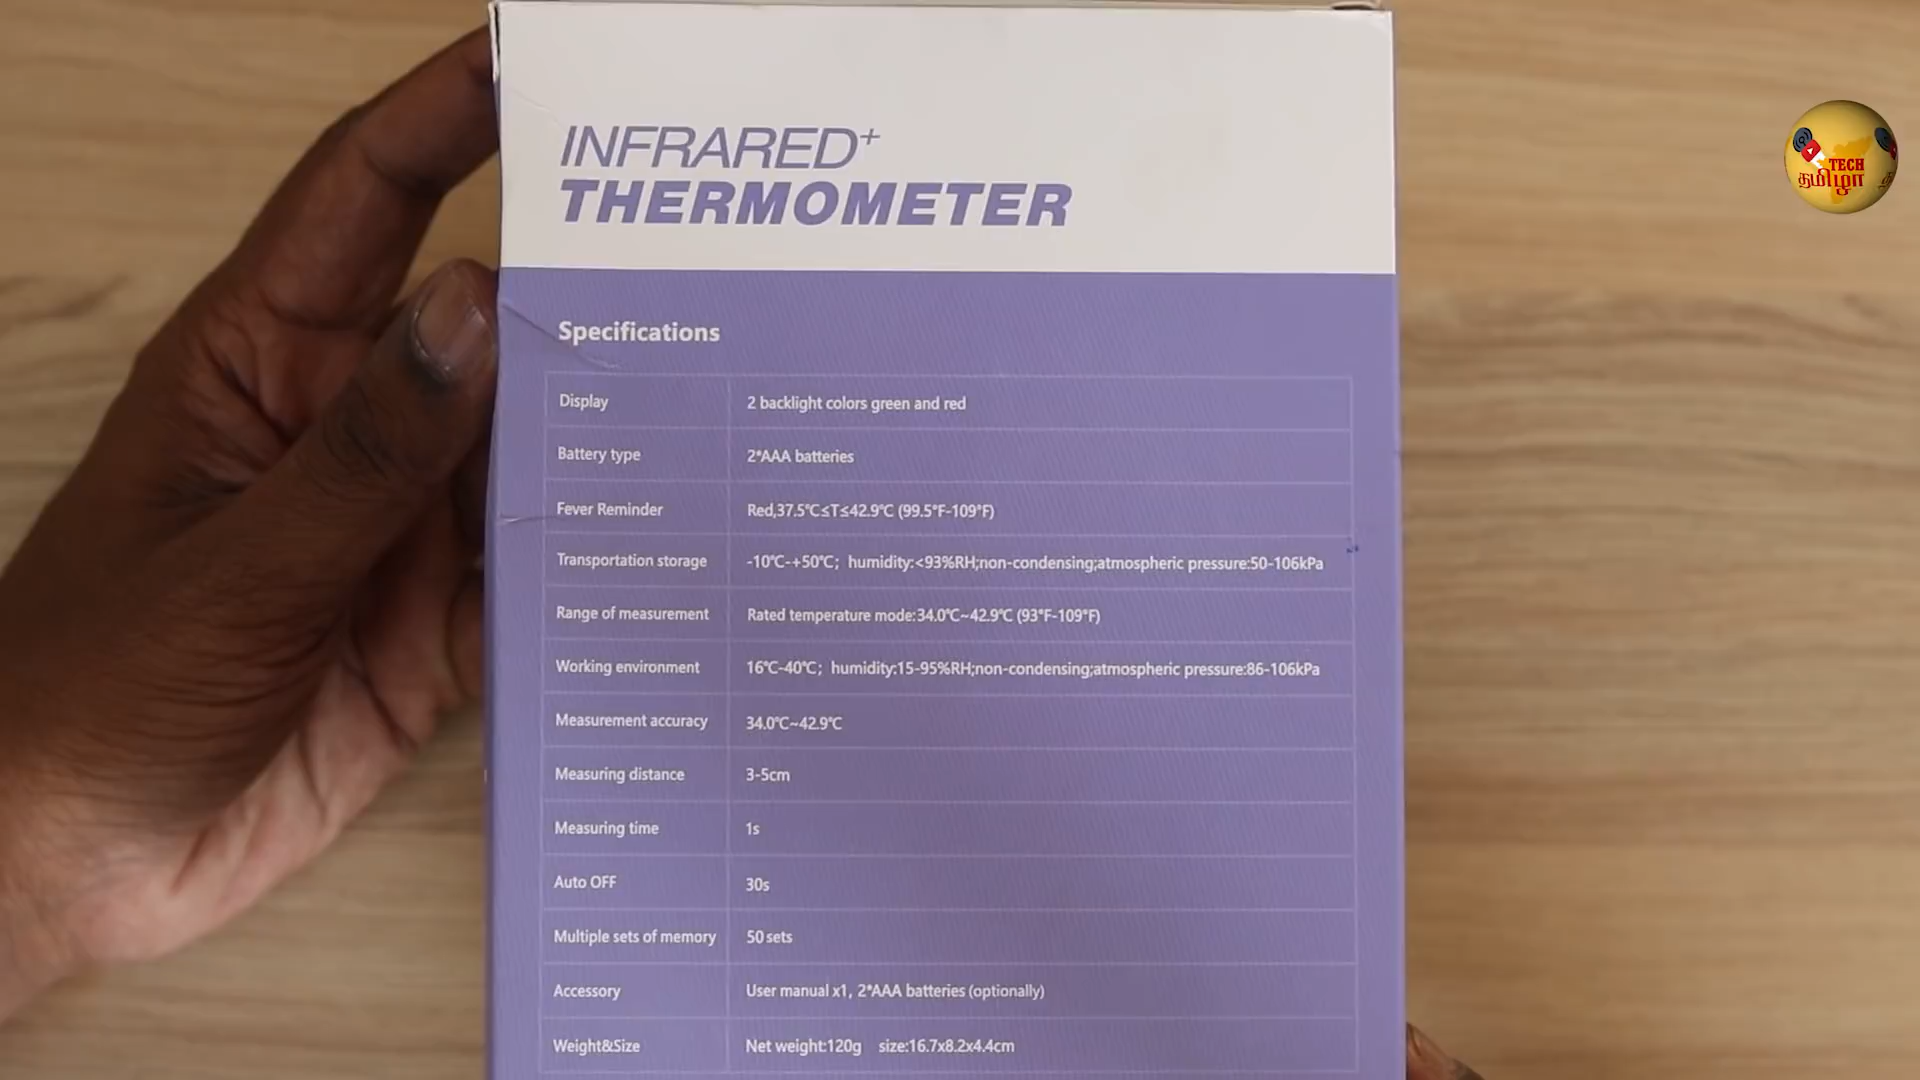 INFRARED+
THERMOMETER
TECH
தமிழா
Specifications
Display 2 backlight colors green and red
Battery type 2*AAA batteries
Fever Reminder Red,37.5℃≤T≤42.9℃ (99.5°F-109°F)
Transportation storage -10℃-+50℃; humidity:<93%RH;non-condensing;atmospheric pressure:50-106kPa
Range of measurement Rated temperature mode:34.0℃~42.9℃ (93°F-109°F)
Working environment 16℃-40℃; humidity:15-95%RH;non-condensing;atmospheric pressure:86-106kPa
Measurement accuracy 34.0℃~42.9℃
Measuring distance 3-5cm
Measuring time 1s
Auto OFF 30s
Multiple sets of memory 50 sets
Accessory User manual x1, 2*AAA batteries (optionally)
Weight&Size Net weight:120g size:16.7x8.2x4.4cm